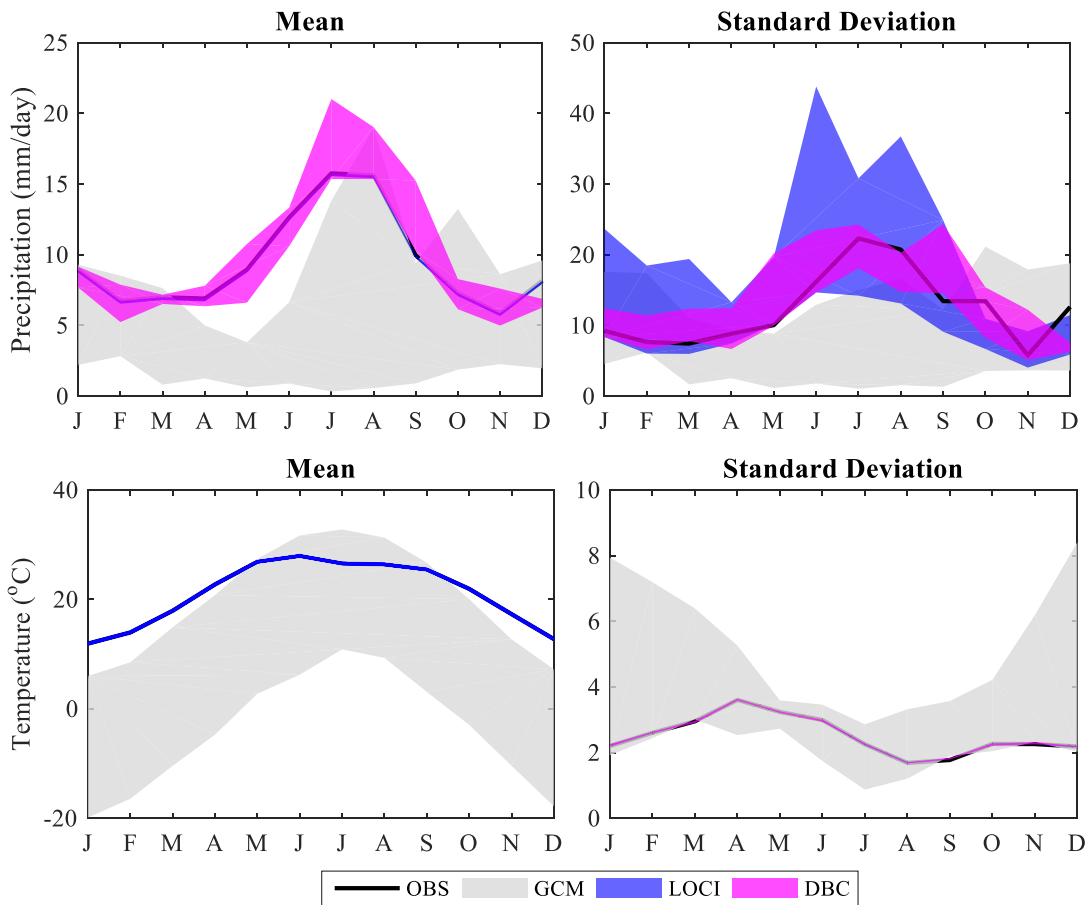 Mean Standard Deviation
Precipitation (mm/day)
25
20
15
10
5
0
J F M A M J J A S O N D
50
40
30
20
10
0
J F M A M J J A S O N D
Mean Standard Deviation
Temperature (°C)
40
20
0
-20
J F M A M J J A S O N D
10
8
6
4
2
0
J F M A M J J A S O N D
OBS GCM LOCI DBC